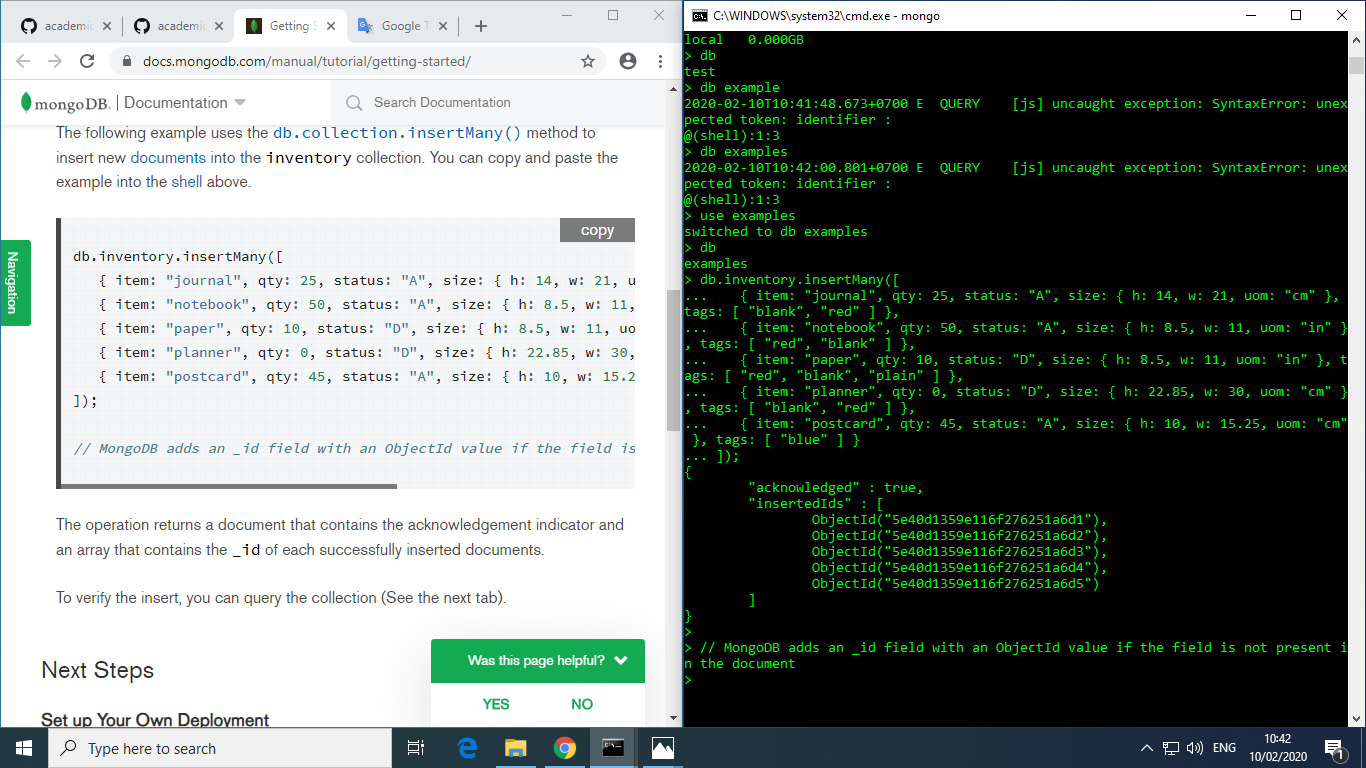 academic
academic
Getting S
Google T
docs.mongodb.com/manual/tutorial/getting-started/
mongoDB. Documentation
Search Documentation
The following example uses the db.collection.insertMany() method to
insert new documents into the inventory collection. You can copy and paste the
example into the shell above.
Navigation
copy
db.inventory.insertMany([
{ item: "journal", qty: 25, status: "A", size: { h: 14, w: 21, u
{ item: "notebook", qty: 50, status: "A", size: { h: 8.5, w: 11,
{ item: "paper", qty: 10, status: "D", size: { h: 8.5, w: 11, uo
{ item: "planner", qty: 0, status: "D", size: { h: 22.85, w: 30,
{ item: "postcard", qty: 45, status: "A", size: { h: 10, w: 15.2
]);
// MongoDB adds an _id field with an ObjectId value if the field is
The operation returns a document that contains the acknowledgement indicator and
an array that contains the _id of each successfully inserted documents.
To verify the insert, you can query the collection (See the next tab).
Next Steps
Set up Your Own Deployment
Was this page helpful?
YES NO
C:\WINDOWS\system32\cmd.exe - mongo
local   0.000GB
> db
test
> db example
2020-02-10T10:41:48.673+0700 E  QUERY    [js] uncaught exception: SyntaxError: unex
pected token: identifier :
@(shell):1:3
> db examples
2020-02-10T10:42:00.801+0700 E  QUERY    [js] uncaught exception: SyntaxError: unex
pected token: identifier :
@(shell):1:3
> use examples
switched to db examples
> db
examples
> db.inventory.insertMany([
...    { item: "journal", qty: 25, status: "A", size: { h: 14, w: 21, uom: "cm" },
tags: [ "blank", "red" ] },
...    { item: "notebook", qty: 50, status: "A", size: { h: 8.5, w: 11, uom: "in" }
, tags: [ "red", "blank" ] },
...    { item: "paper", qty: 10, status: "D", size: { h: 8.5, w: 11, uom: "in" }, t
ags: [ "red", "blank", "plain" ] },
...    { item: "planner", qty: 0, status: "D", size: { h: 22.85, w: 30, uom: "cm" }
, tags: [ "blank", "red" ] },
...    { item: "postcard", qty: 45, status: "A", size: { h: 10, w: 15.25, uom: "cm"
 }, tags: [ "blue" ] }
... ]);
{
"acknowledged" : true,
"insertedIds" : [
ObjectId("5e40d1359e116f276251a6d1"),
ObjectId("5e40d1359e116f276251a6d2"),
ObjectId("5e40d1359e116f276251a6d3"),
ObjectId("5e40d1359e116f276251a6d4"),
ObjectId("5e40d1359e116f276251a6d5")
]
}
>
> // MongoDB adds an _id field with an ObjectId value if the field is not present i
n the document
>
Type here to search
ENG
10:42
10/02/2020
1